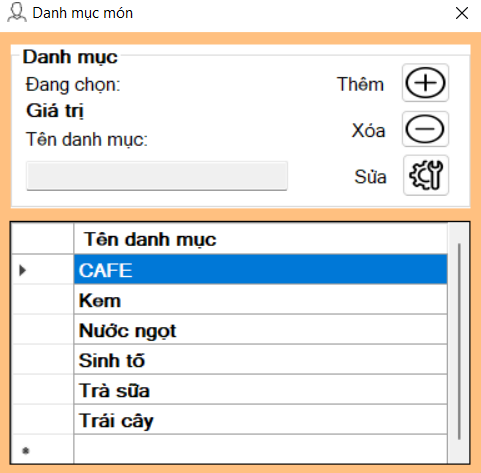 Danh mục món
Danh mục
Đang chọn:
Thêm
Giá trị
Xóa
Tên danh mục:
Sửa
Tên danh mục
CAFE
Kem
Nước ngọt
Sinh tố
Trà sữa
Trái cây